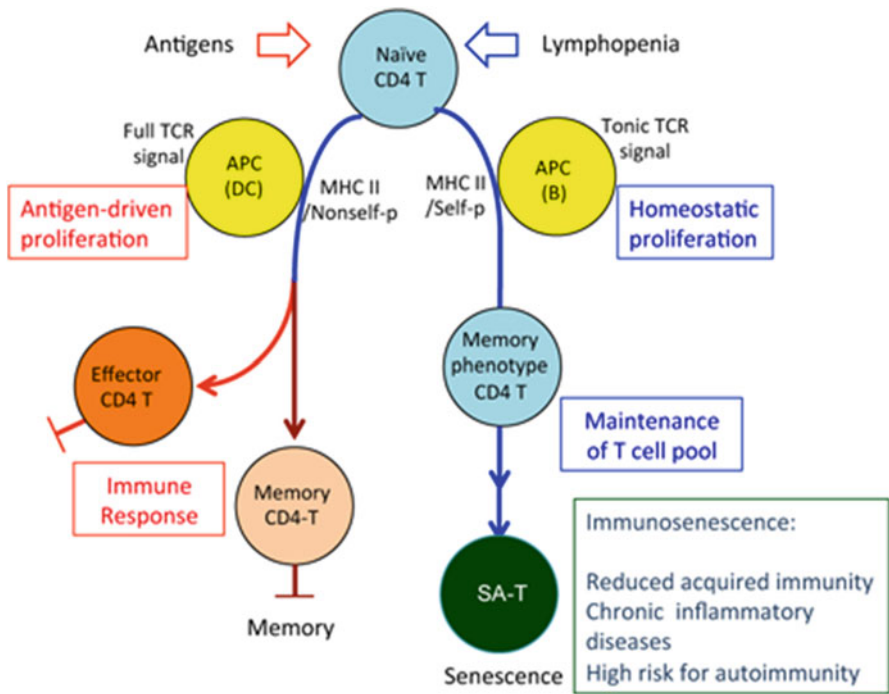 Antigens
Naïve
CD4 T
Lymphopenia
Full TCR
signal
APC
(DC)
MHC II
/Nonself-p
MHC II
/Self-p
APC
(B)
Tonic TCR
signal
Antigen-driven
proliferation
Homeostatic
proliferation
Effector
CD4 T
Memory
phenotype
CD4 T
Maintenance
of T cell pool
Immune
Response
Memory
CD4-T
Memory
SA-T
Senescence
Immunosenescence:
Reduced acquired immunity
Chronic inflammatory
diseases
High risk for autoimmunity